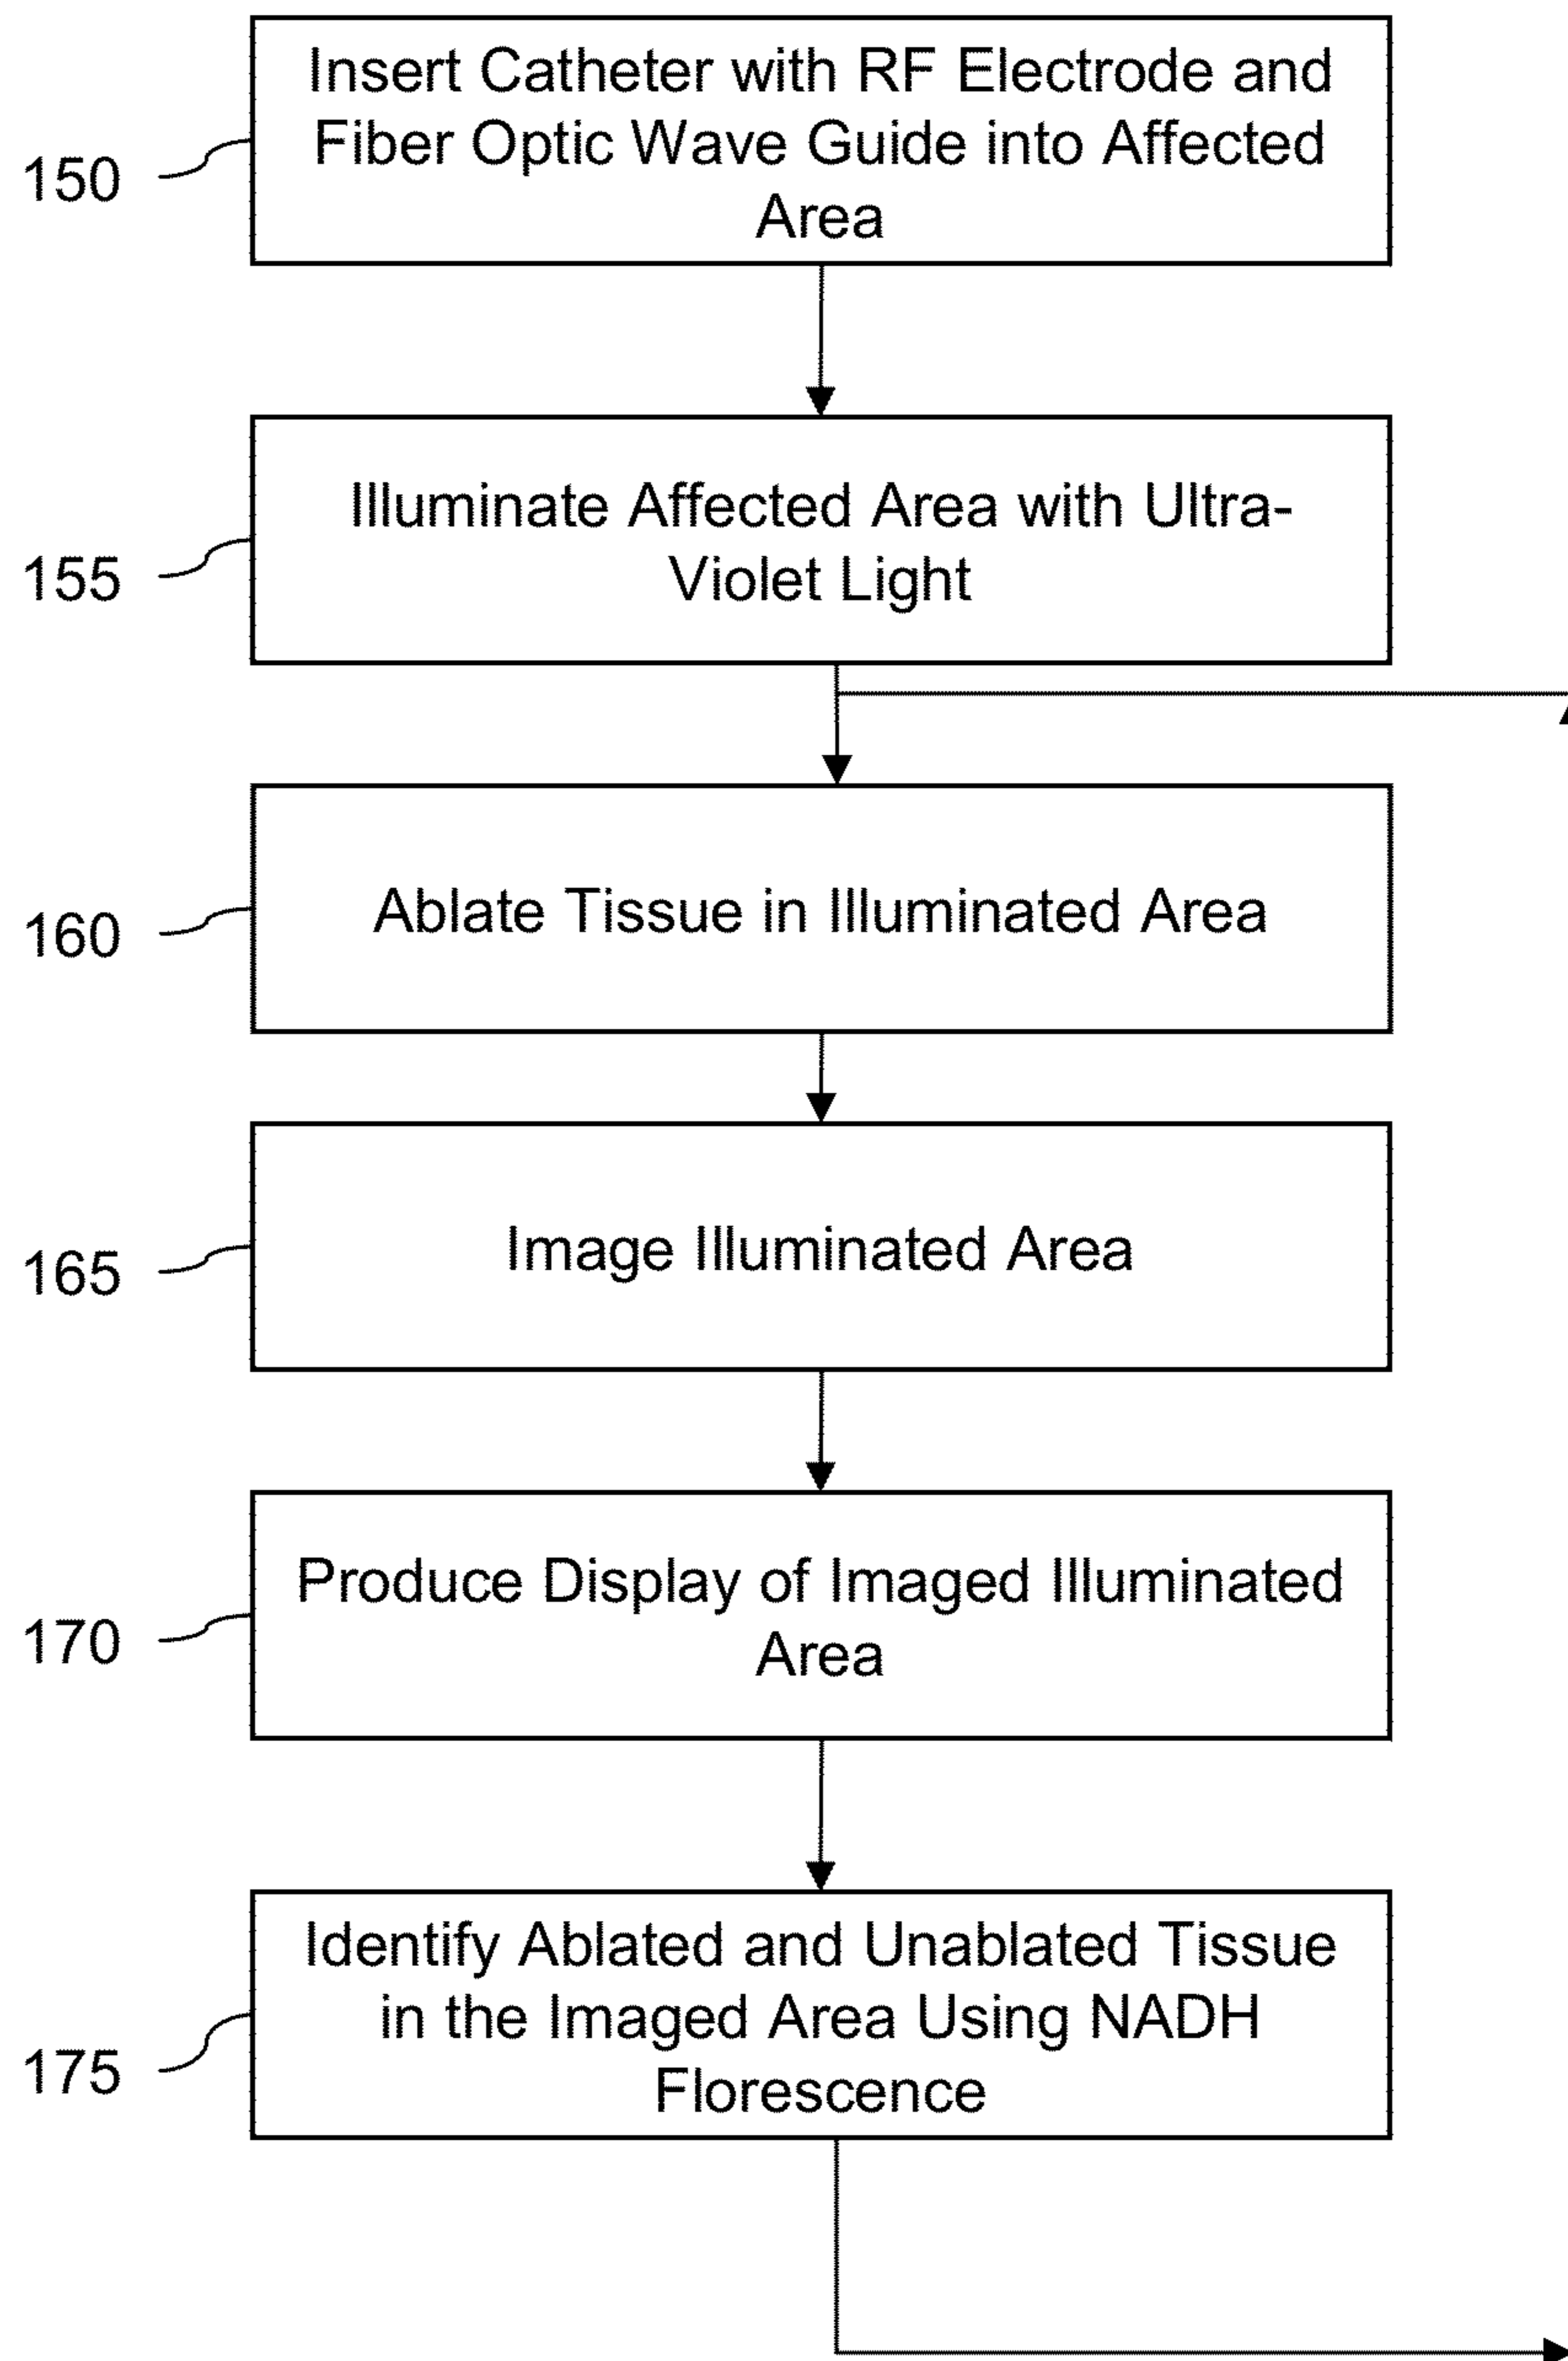 Insert Catheter with RF Electrode and
Fiber Optic Wave Guide into Affected
Area
150
Illuminate Affected Area with Ultra-
Violet Light
155
Ablate Tissue in Illuminated Area
160
Image Illuminated Area
165
Produce Display of Imaged Illuminated
Area
170
Identify Ablated and Unablated Tissue
in the Imaged Area Using NADH
Florescence
175